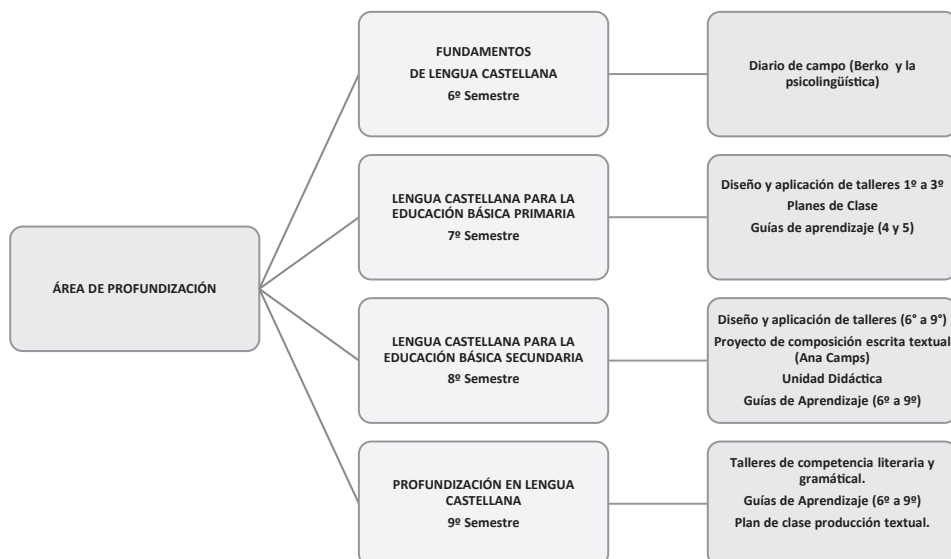 FUNDAMENTOS
DE LENGUA CASTELLANA
6º Semestre
Diario de campo (Berko y la
psicolingüística)
LENGUA CASTELLANA PARA LA
EDUCACIÓN BÁSICA PRIMARIA
7º Semestre
Diseño y aplicación de talleres 1º a 3º
Planes de Clase
Guías de aprendizaje (4 y 5)
ÁREA DE PROFUNDIZACIÓN
LENGUA CASTELLANA PARA LA
EDUCACIÓN BÁSICA SECUNDARIA
8º Semestre
Diseño y aplicación de talleres (6° a 9°)
Proyecto de composición escrita textual
(Ana Camps)
Unidad Didáctica
Guías de Aprendizaje (6º a 9º)
PROFUNDIZACIÓN EN LENGUA
CASTELLANA
9º Semestre
Talleres de competencia literaria y
gramátical.
Guías de Aprendizaje (6º a 9º)
Plan de clase producción textual.